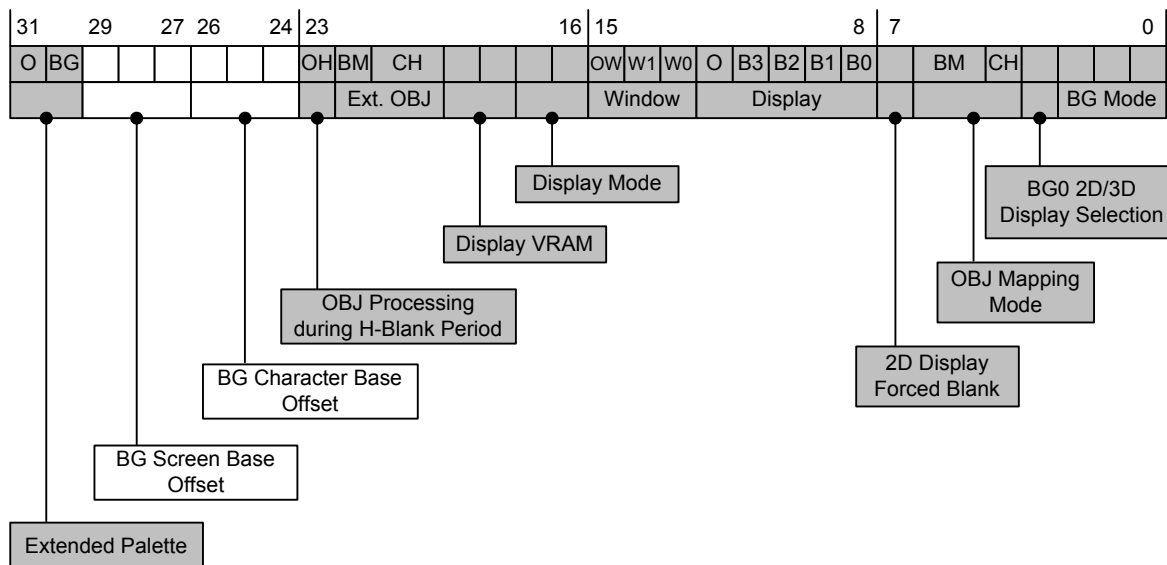 31 29 27 26 24 23 16 15 8 7 0
O BG OH BM CH OW W1 W0 O B3 B2 B1 B0 BM CH
Ext. OBJ Window Display BG Mode
Display Mode
BG0 2D/3D
Display Selection
Display VRAM
OBJ Mapping
Mode
OBJ Processing
during H-Blank Period
2D Display
Forced Blank
BG Character Base
Offset
BG Screen Base
Offset
Extended Palette